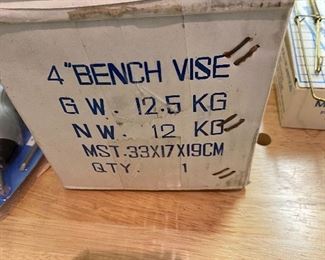 4" BENCH VISE
G W. 12.5 KG
N W. 12 KG
MST.33X17X19CM
QTY. 1